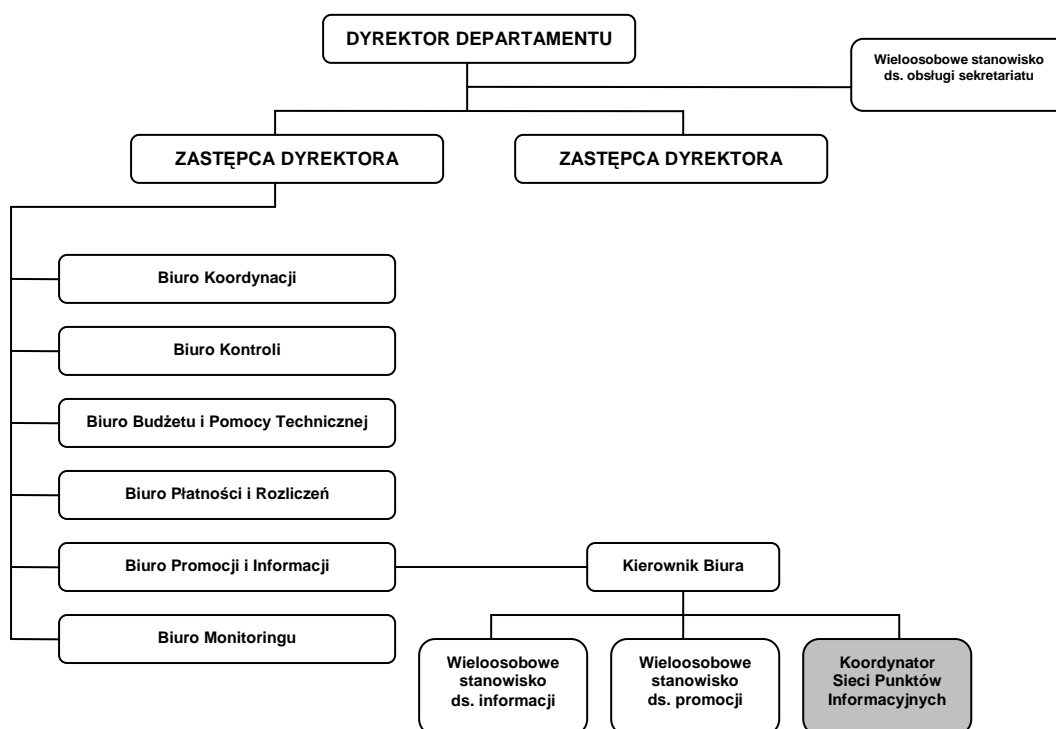 DYREKTOR DEPARTAMENTU
Wieloosobowe stanowisko
ds. obsługi sekretariatu
ZASTĘPCA DYREKTORA
ZASTĘPCA DYREKTORA
Biuro Koordynacji
Biuro Kontroli
Biuro Budżetu i Pomocy Technicznej
Biuro Płatności i Rozliczeń
Biuro Promocji i Informacji
Kierownik Biura
Biuro Monitoringu
Wieloosobowe
stanowisko
ds. informacji
Wieloosobowe
stanowisko
ds. promocji
Koordynator
Sieci Punktów
Informacyjnych